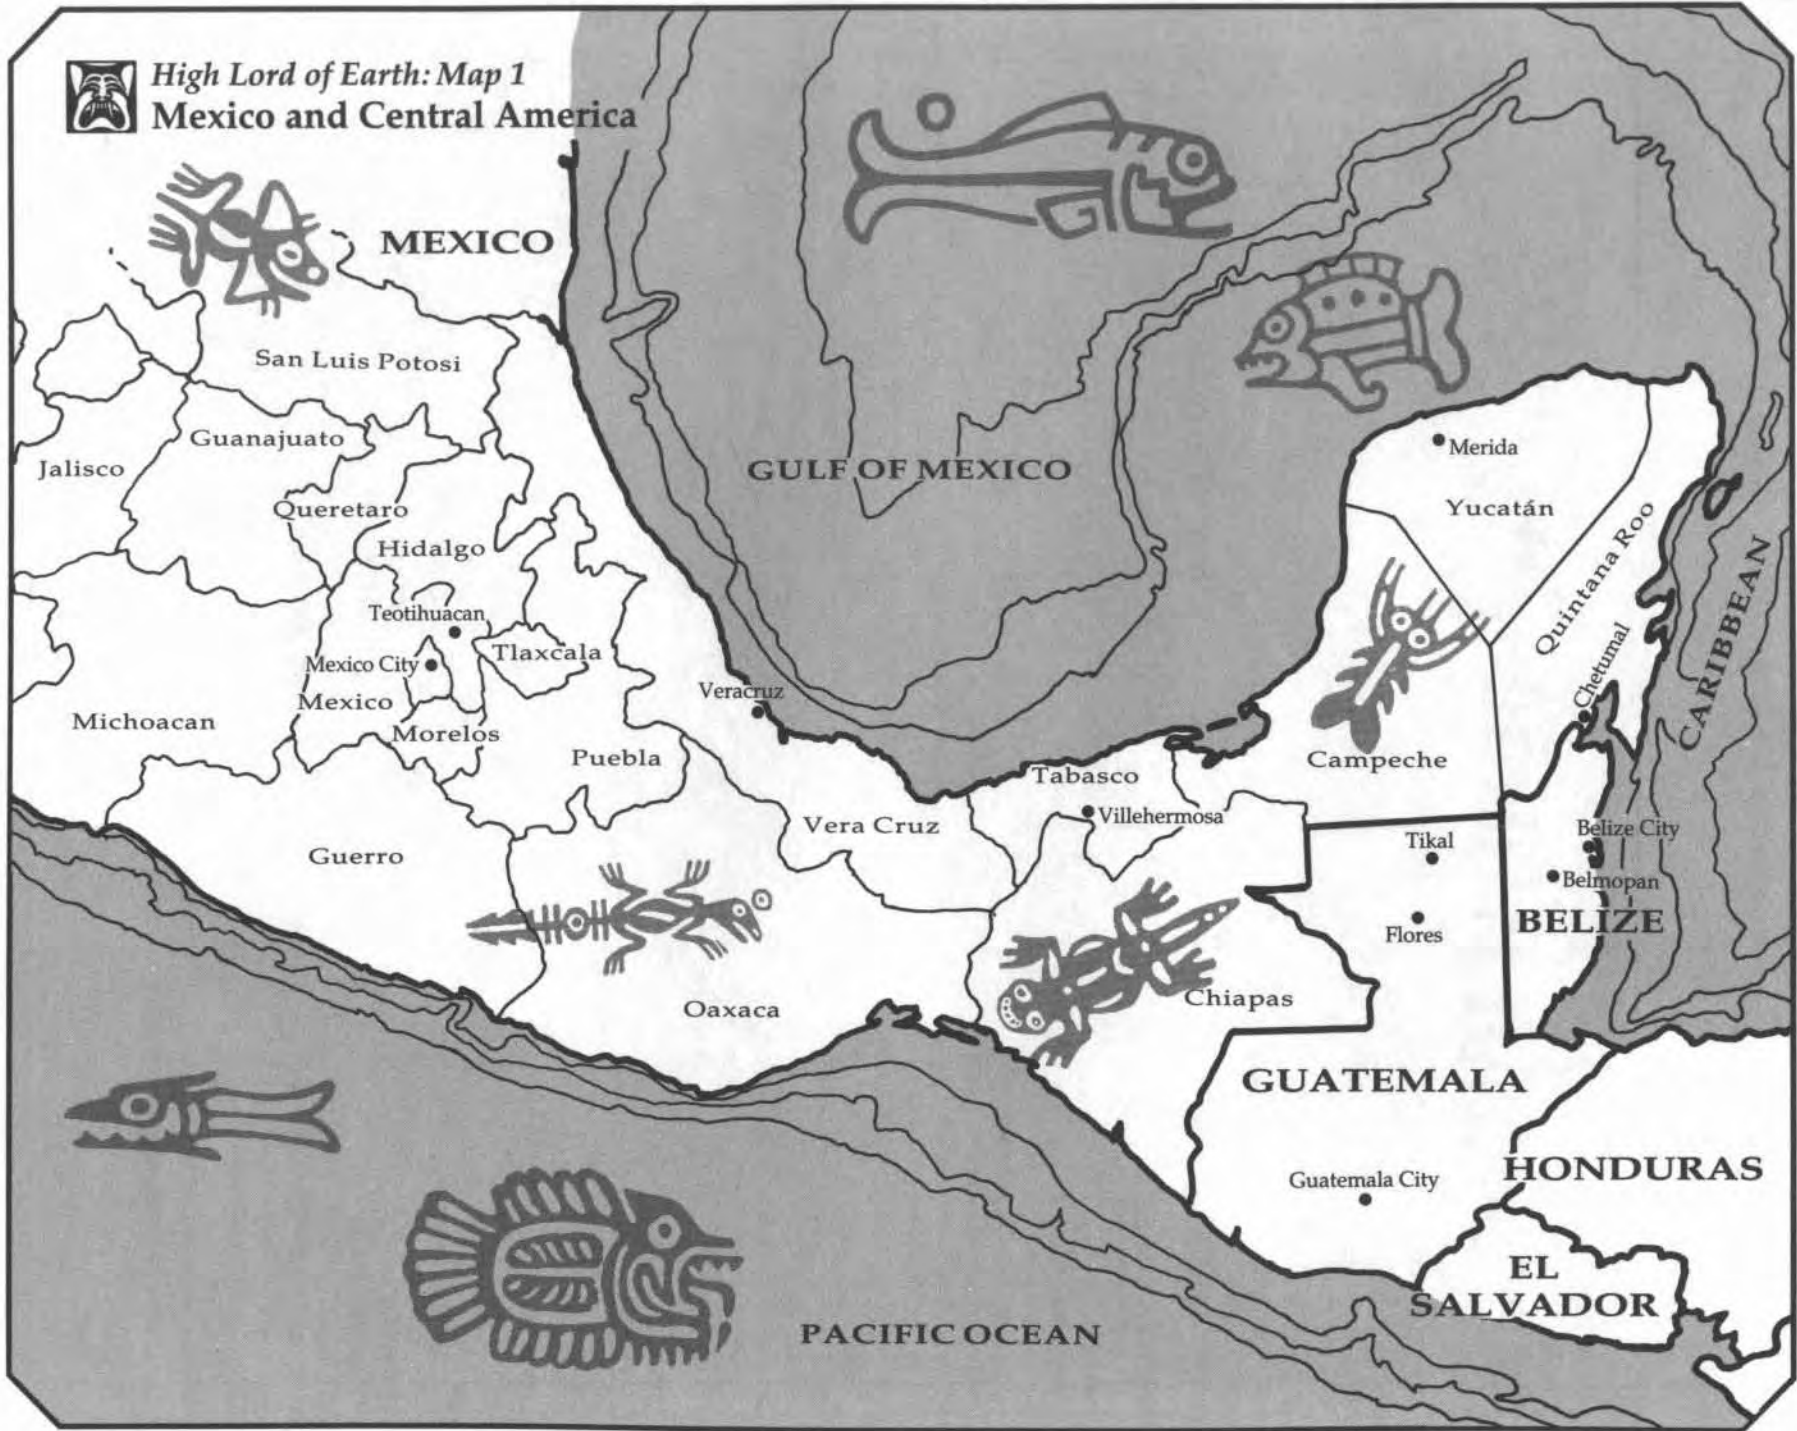 High Lord of Earth: Map 1
Mexico and Central America
MEXICO
San Luis Potosi
Guanajuato
Jalisco
Queretaro
Hidalgo
Teotihuacan
Mexico City
Tlaxcala
Mexico
Michoacan
Morelos
Puebla
Veracruz
Guerro
Vera Cruz
Oaxaca
GULF OF MEXICO
Merida
Yucatán
Quintana Roo
Chetumal
CARIBBEAN
Campeche
Tabasco
Villehermosa
Tikal
Belize City
Belmopan
BELIZE
Flores
Chiapas
GUATEMALA
Guatemala City
HONDURAS
EL
SALVADOR
PACIFIC OCEAN